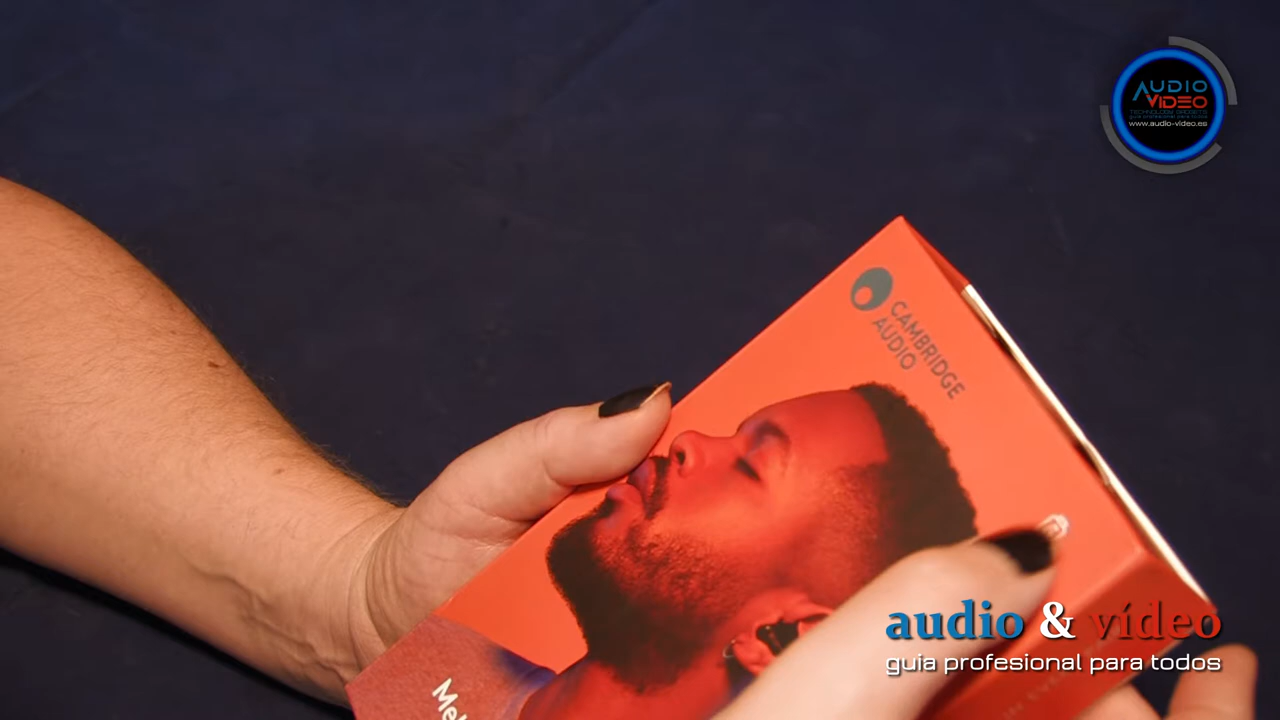 AUDIO
VIDEO
www.audio-video.es
CAMBRIDGE
AUDIO
audio & vídeo
guia profesional para todos